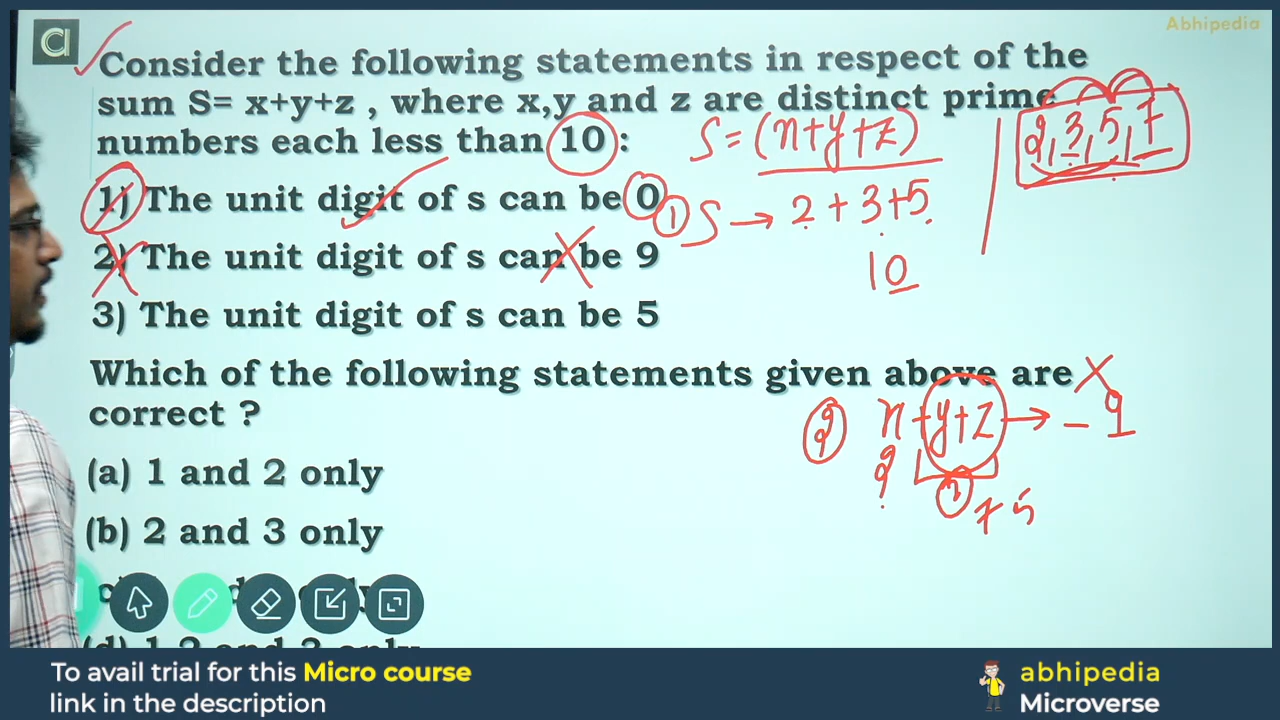 Abhipedia
Consider the following statements in respect of the
sum S= x+y+z , where x,y and z are distinct prime
numbers each less than 10 :
S = (x+y+z)
2, 3, 5, 7
1) The unit digit of s can be 0
① S → 2 + 3+5
10
2) The unit digit of s can be 9
3) The unit digit of s can be 5
Which of the following statements given above are
correct ?
② x+y+z → – 9
2
7 5
(a) 1 and 2 only
(b) 2 and 3 only
To avail trial for this Micro course
link in the description
abhipedia
Microverse